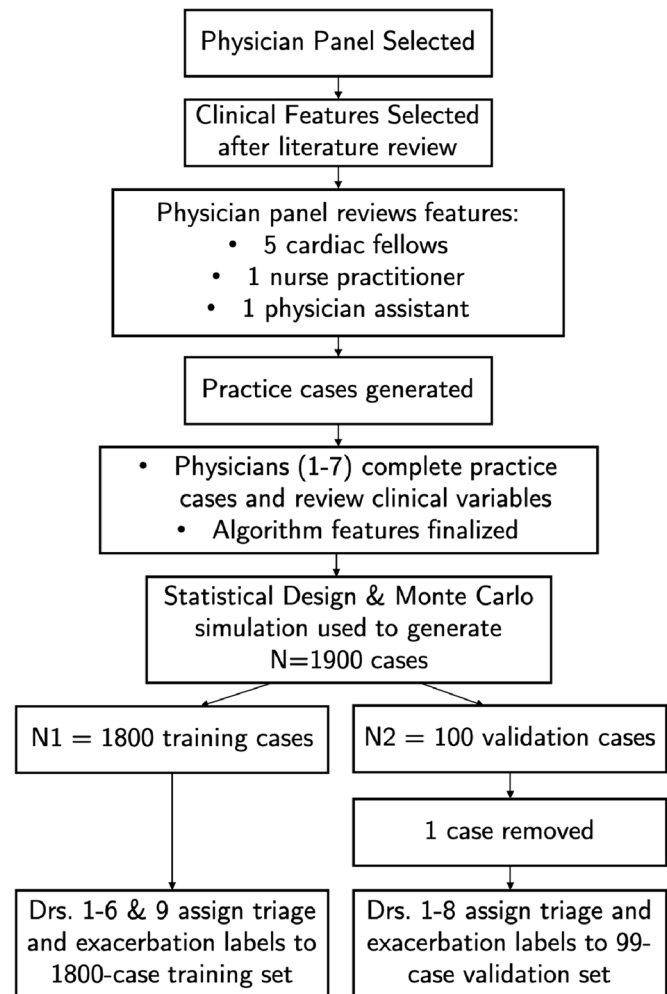 Physician Panel Selected
Clinical Features Selected
after literature review
Physician panel reviews features:
• 5 cardiac fellows
• 1 nurse practitioner
• 1 physician assistant
Practice cases generated
• Physicians (1-7) complete practice
cases and review clinical variables
• Algorithm features finalized
Statistical Design & Monte Carlo
simulation used to generate
N=1900 cases
N1 = 1800 training cases
N2 = 100 validation cases
1 case removed
Drs. 1-6 & 9 assign triage
and exacerbation labels to
1800-case training set
Drs. 1-8 assign triage and
exacerbation labels to 99-
case validation set